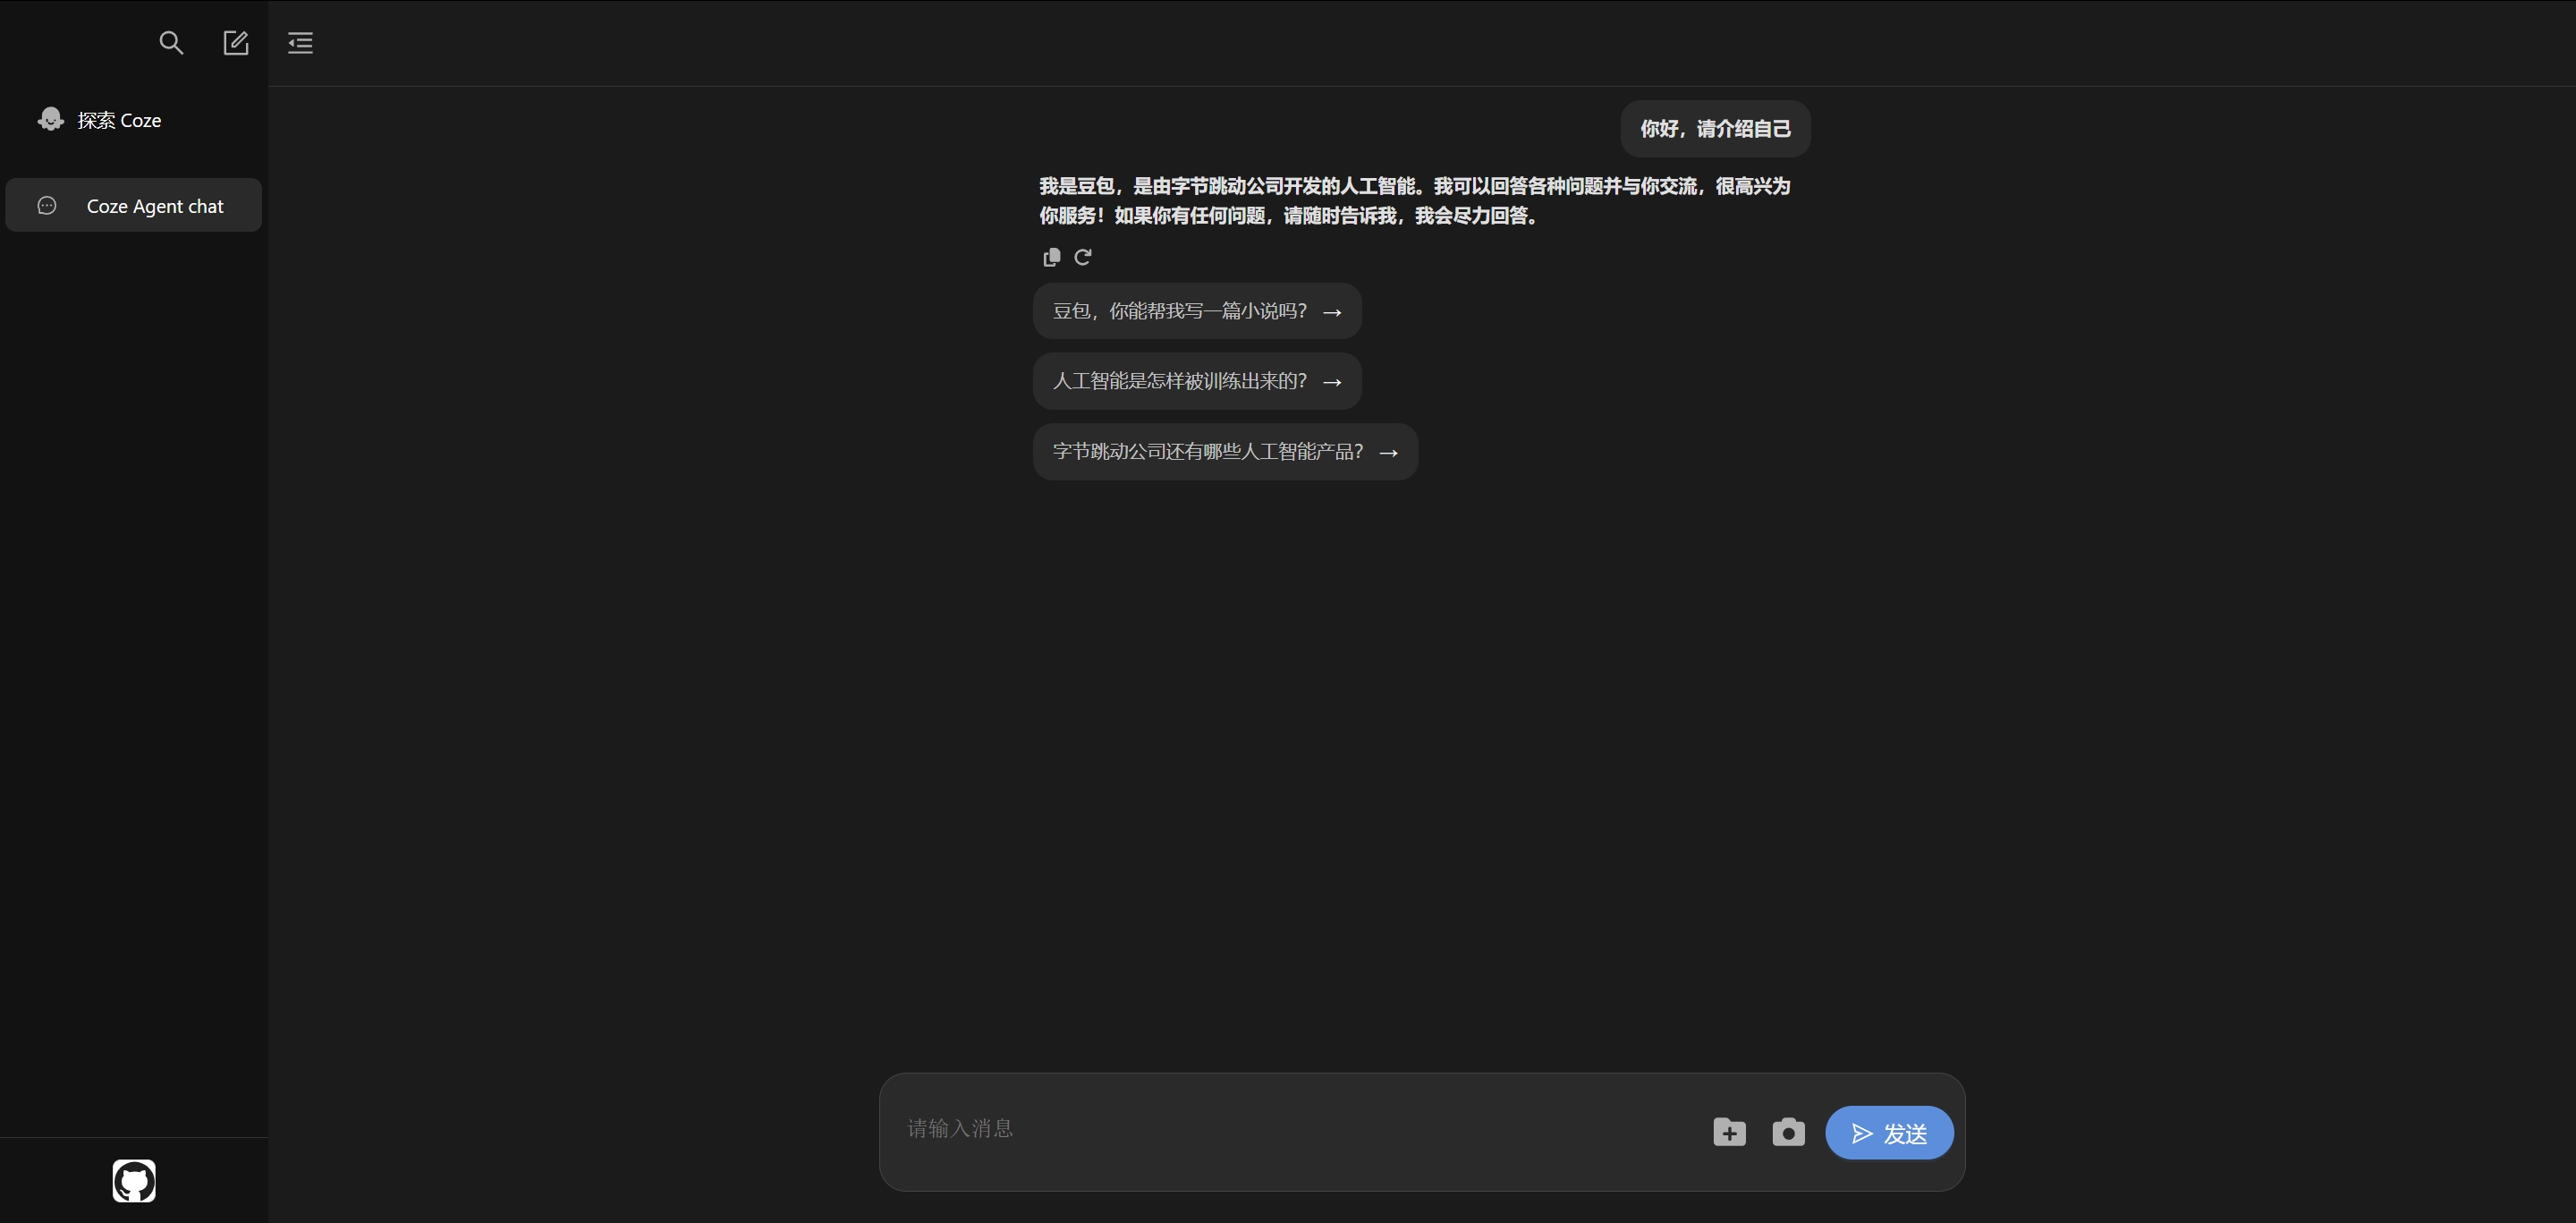 探索 Coze
Coze Agent chat
你好，请介绍自己
我是豆包，是由字节跳动公司开发的人工智能。我可以回答各种问题并与你交流，很高兴为
你服务！如果你有任何问题，请随时告诉我，我会尽力回答。
豆包，你能帮我写一篇小说吗？ →
人工智能是怎样被训练出来的？ →
字节跳动公司还有哪些人工智能产品？ →
请输入消息
发送